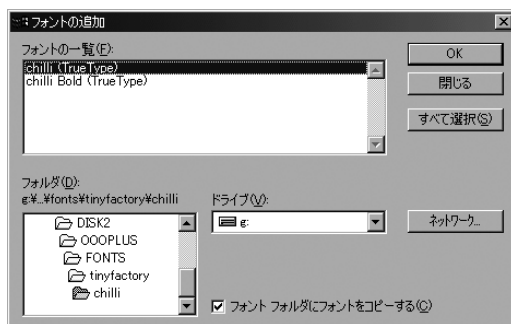 フォントの追加
フォントの一覧(F):
chilli (TrueType)
chilli Bold (TrueType)
OK
閉じる
すべて選択(S)
フォルダ(D):
g:¥...¥fonts¥tinyfactory¥chilli
DISK2
OOOPLUS
FONTS
tinyfactory
chilli
ドライブ(V):
g:
ネットワーク...
フォント フォルダにフォントをコピーする(C)